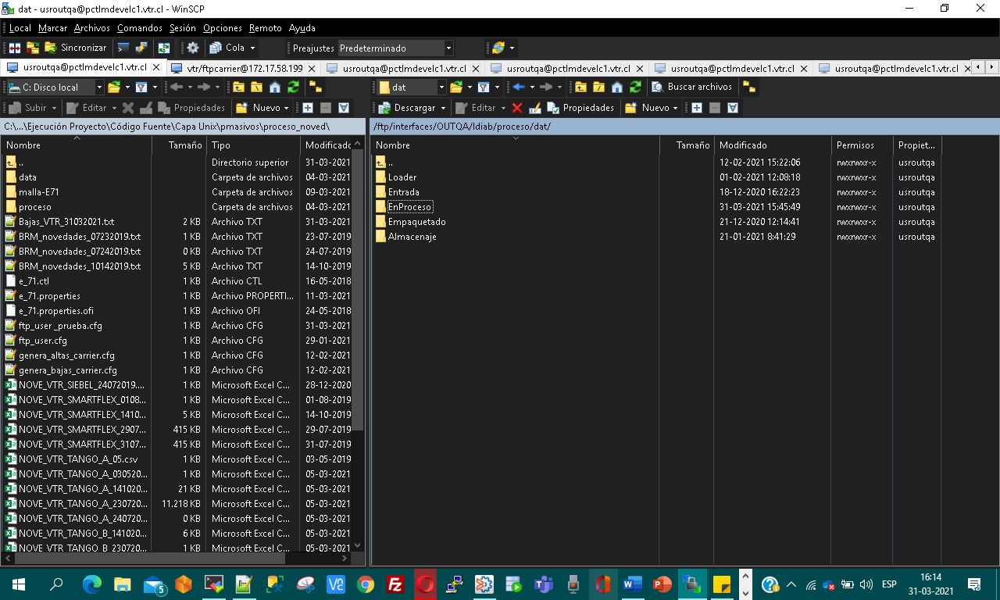 dat - usroutqa@pctlmdevelc1.vtr.cl - WinSCP
Local Marcar Archivos Comandos Sesión Opciones Remoto Ayuda
Sincronizar Cola Preajustes Predeterminado
usroutqa@pctlmdevelc1.vtr.cl vtr/ftpcarrier@172.17.58.199 usroutqa@pctlmdevelc1.vtr.cl usroutqa@pctlmdevelc1.vtr.cl usroutqa@pctlmdevelc1.vtr.cl usroutqa@pctlmdevelc1.vtr.cl
C: Disco local dat Buscar archivos
Subir Editar Propiedades Nuevo Descargar Editar Propiedades Nuevo
C:\...\Ejecución Proyecto\Código Fuente\Capa Unix\pmasivos\proceso_noved\
Nombre Tamaño Tipo Modificado
.. Directorio superior 31-03-2021
data Carpeta de archivos 04-03-2021
malla-E71 Carpeta de archivos 09-03-2021
proceso Carpeta de archivos 04-03-2021
Bajas_VTR_31032021.txt 2 KB Archivo TXT 31-03-2021
BRM_novedades_07232019.txt 1 KB Archivo TXT 23-07-2019
BRM_novedades_07242019.txt 0 KB Archivo TXT 24-07-2019
BRM_novedades_10142019.txt 5 KB Archivo TXT 14-10-2019
e_71.ctl 1 KB Archivo CTL 16-05-2018
e_71.properties 1 KB Archivo PROPERTI... 11-03-2021
e_71.properties.ofi 1 KB Archivo OFI 24-05-2018
ftp_user _prueba.cfg 1 KB Archivo CFG 31-03-2021
ftp_user.cfg 1 KB Archivo CFG 29-01-2021
genera_altas_carrier.cfg 1 KB Archivo CFG 12-02-2021
genera_bajas_carrier.cfg 1 KB Archivo CFG 12-02-2021
NOVE_VTR_SIEBEL_24072019.... 1 KB Microsoft Excel C... 28-12-2020
NOVE_VTR_SMARTFLEX_0108... 1 KB Microsoft Excel C... 01-08-2019
NOVE_VTR_SMARTFLEX_1410... 5 KB Microsoft Excel C... 14-10-2019
NOVE_VTR_SMARTFLEX_2907... 415 KB Microsoft Excel C... 29-07-2019
NOVE_VTR_SMARTFLEX_3107... 415 KB Microsoft Excel C... 31-07-2019
NOVE_VTR_TANGO_A_05.csv 1 KB Microsoft Excel C... 03-05-2019
NOVE_VTR_TANGO_A_030520... 1 KB Microsoft Excel C... 05-03-2021
NOVE_VTR_TANGO_A_141020... 21 KB Microsoft Excel C... 05-03-2021
NOVE_VTR_TANGO_A_230720... 11.218 KB Microsoft Excel C... 05-03-2021
NOVE_VTR_TANGO_A_240720... 0 KB Microsoft Excel C... 05-03-2021
NOVE_VTR_TANGO_B_141020... 6 KB Microsoft Excel C... 05-03-2021
NOVE_VTR_TANGO_B_230720... 1 KB Microsoft Excel C... 05-03-2021
/ftp/interfaces/OUTQA/ldiab/proceso/dat/
Nombre Tamaño Modificado Permisos Propiet...
.. 12-02-2021 15:22:06 rwxrwxr-x usroutqa
Loader 01-02-2021 12:08:18 rwxrwxr-x usroutqa
Entrada 18-12-2020 16:22:23 rwxrwxr-x usroutqa
EnProceso 31-03-2021 15:45:49 rwxrwxr-x usroutqa
Empaquetado 21-12-2020 12:14:41 rwxrwxr-x usroutqa
Almacenaje 21-01-2021 8:41:29 rwxrwxr-x usroutqa
5 ESP 16:14
31-03-2021